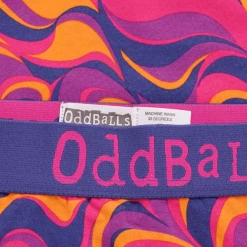 OddBaLLs
MACHINE WASH
30 DEGREES
OddBaLLs